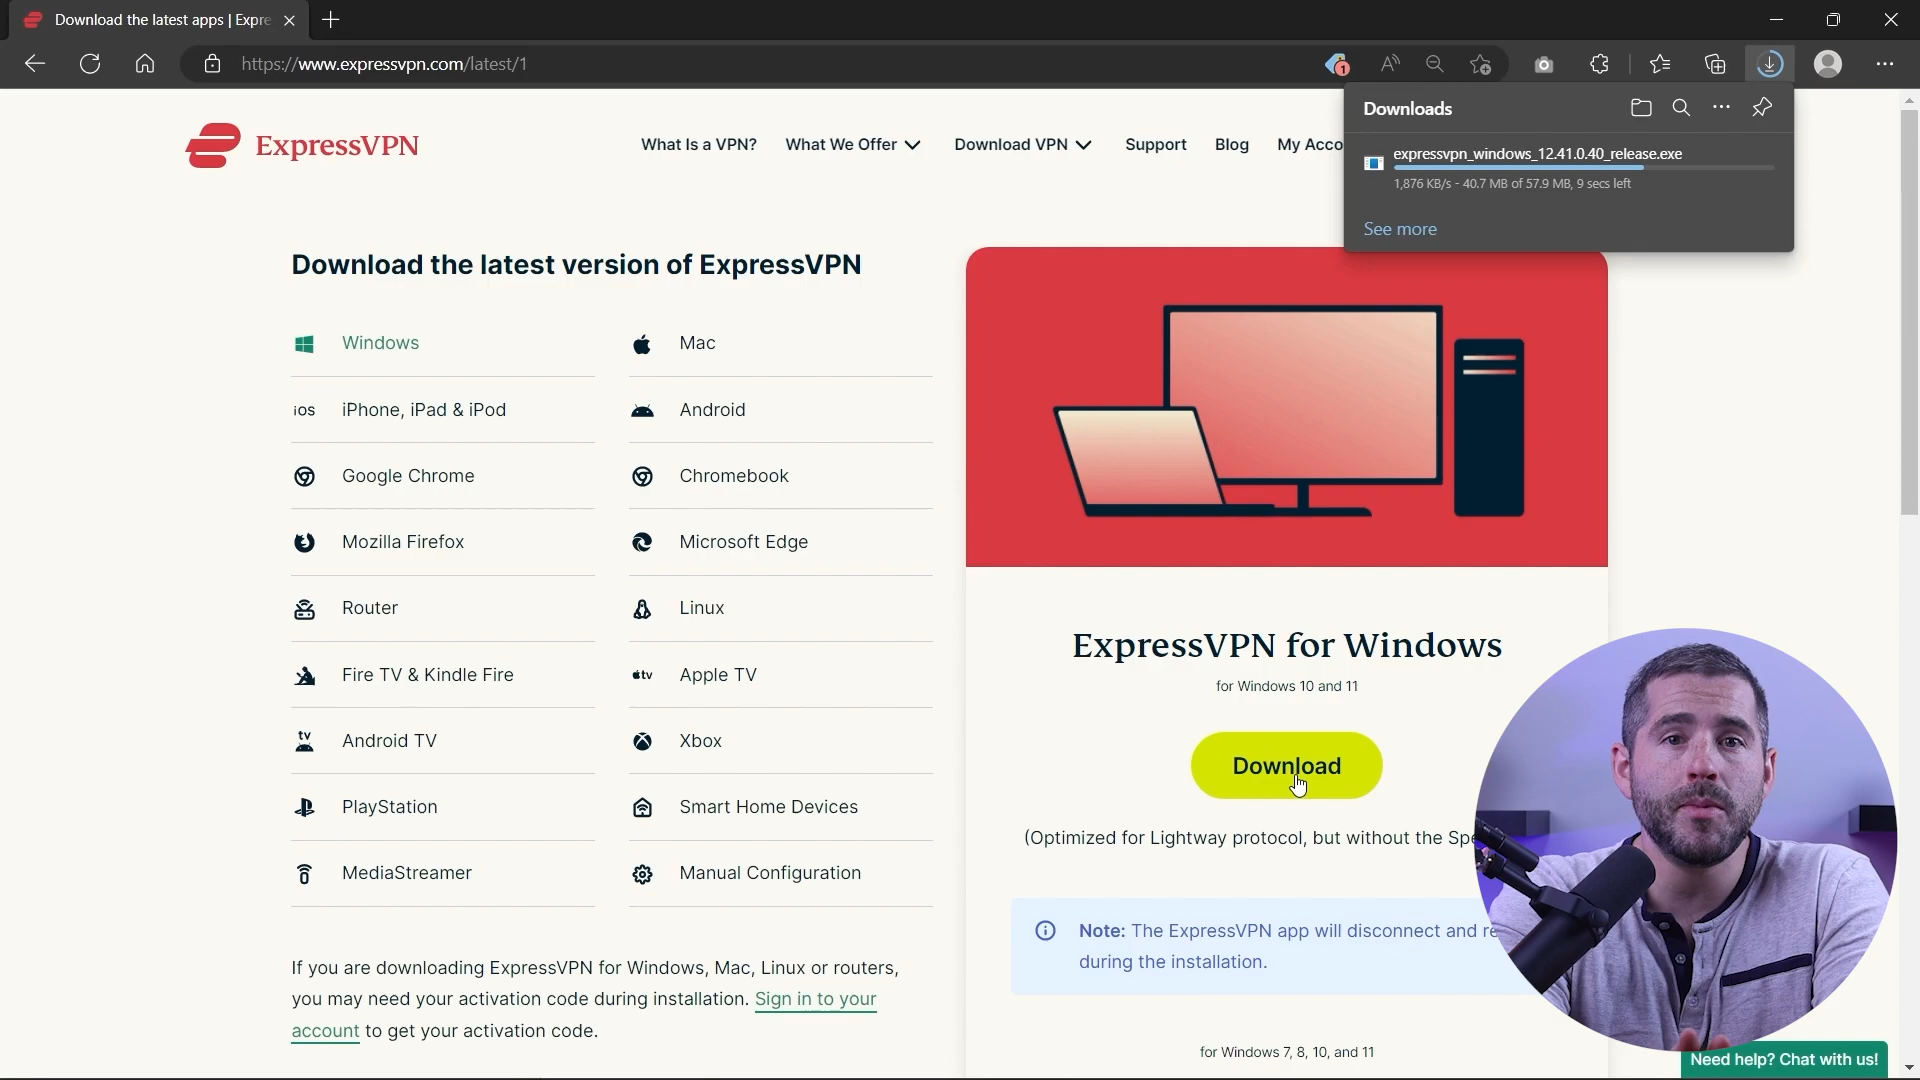 Download the latest apps | Expre
https://www.expressvpn.com/latest/1
1
Downloads
expressvpn_windows_12.41.0.40_release.exe
1,876 KB/s - 40.7 MB of 57.9 MB, 9 secs left
See more
ExpressVPN
What Is a VPN? What We Offer Download VPN Support Blog My Acco
Download the latest version of ExpressVPN
Windows
Mac
iOS iPhone, iPad & iPod
Android
Google Chrome
Chromebook
Mozilla Firefox
Microsoft Edge
Router
Linux
Fire TV & Kindle Fire
tv Apple TV
tv Android TV
Xbox
PlayStation
Smart Home Devices
MediaStreamer
Manual Configuration
If you are downloading ExpressVPN for Windows, Mac, Linux or routers,
you may need your activation code during installation. Sign in to your
account to get your activation code.
ExpressVPN for Windows
for Windows 10 and 11
Download
(Optimized for Lightway protocol, but without the Spe
Note: The ExpressVPN app will disconnect and re
during the installation.
for Windows 7, 8, 10, and 11
Need help? Chat with us!